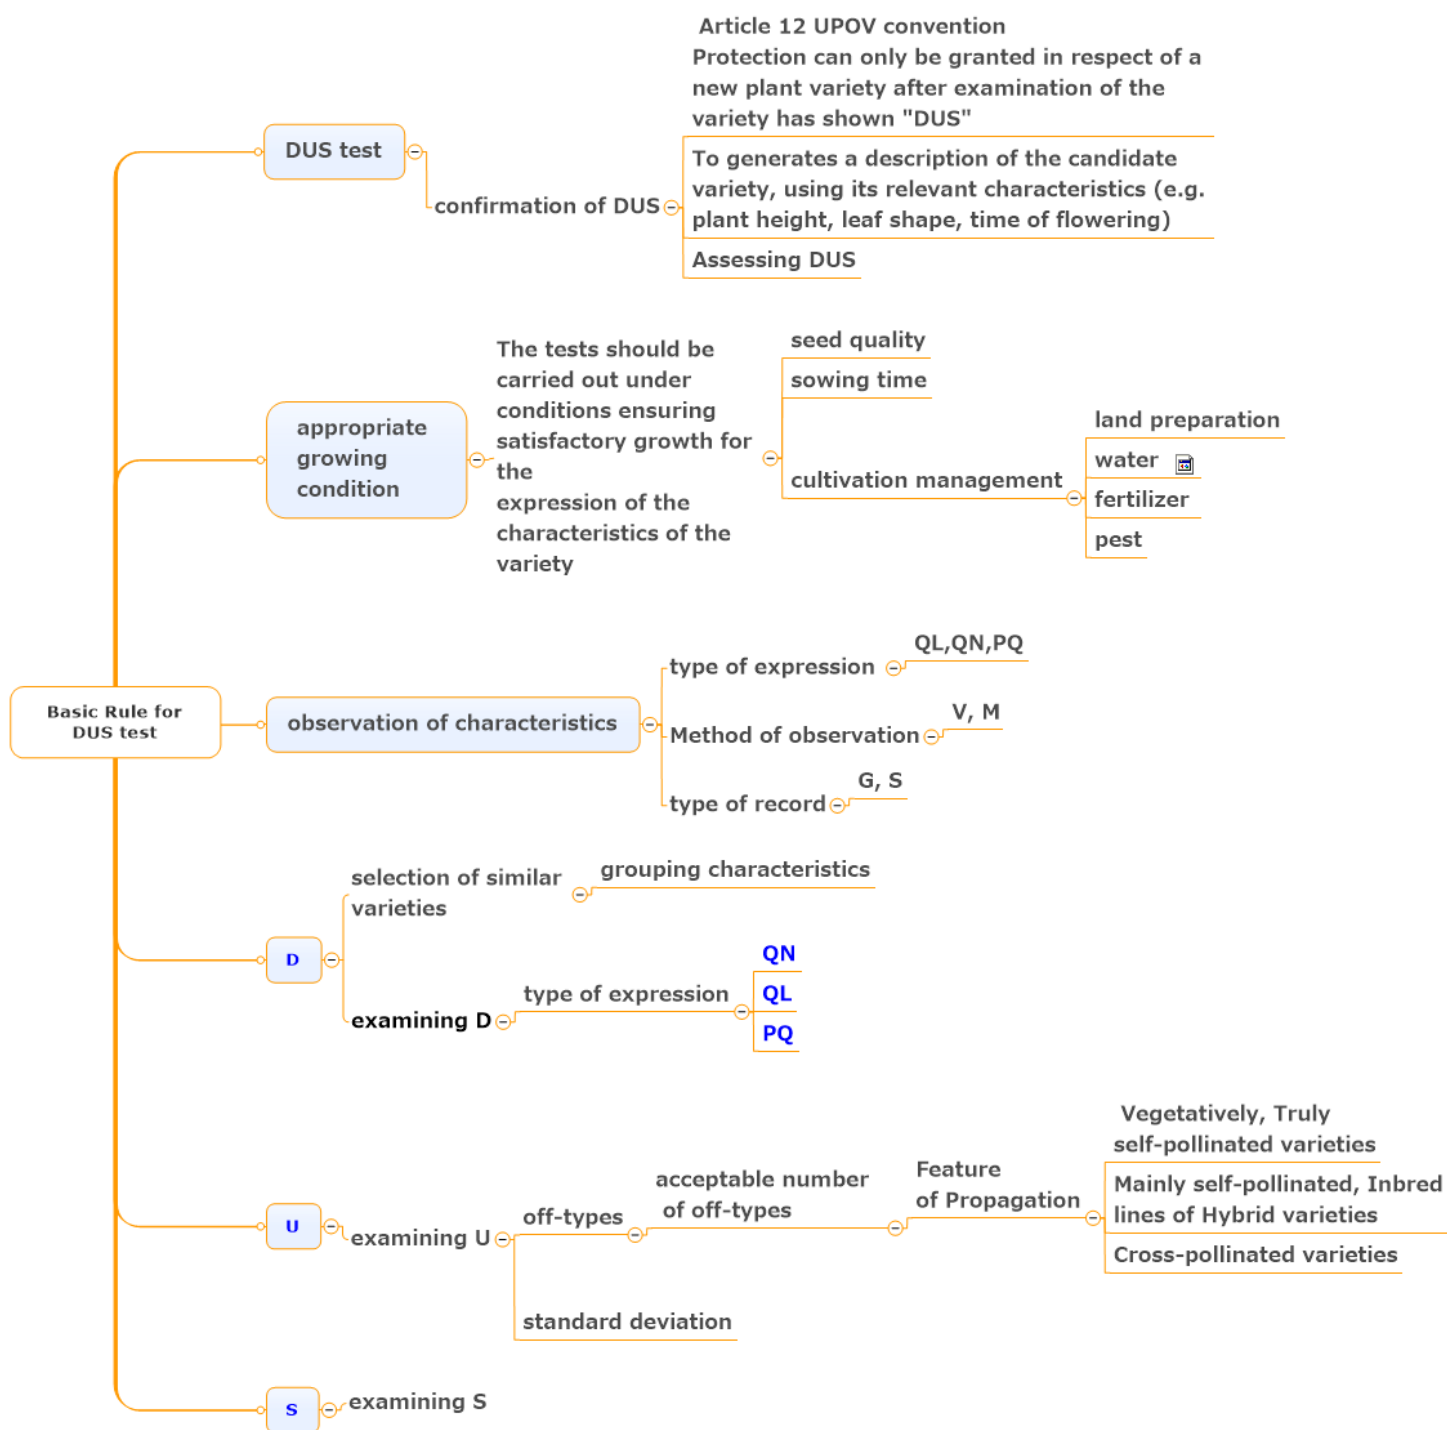 Article 12 UPOV convention
Protection can only be granted in respect of a
new plant variety after examination of the
variety has shown "DUS"
DUS test
To generates a description of the candidate
variety, using its relevant characteristics (e.g.
plant height, leaf shape, time of flowering)
confirmation of DUS
Assessing DUS
appropriate
growing
condition
The tests should be
carried out under
conditions ensuring
satisfactory growth for
the
expression of the
characteristics of the
variety
seed quality
sowing time
cultivation management
land preparation
water
fertilizer
pest
Basic Rule for
DUS test
observation of characteristics
type of expression
QL,QN,PQ
Method of observation
V, M
type of record
G, S
D
selection of similar
varieties
grouping characteristics
examining D
type of expression
QN
QL
PQ
U
examining U
off-types
acceptable number
of off-types
Feature
of Propagation
Vegetatively, Truly
self-pollinated varieties
Mainly self-pollinated, Inbred
lines of Hybrid varieties
Cross-pollinated varieties
standard deviation
S
examining S